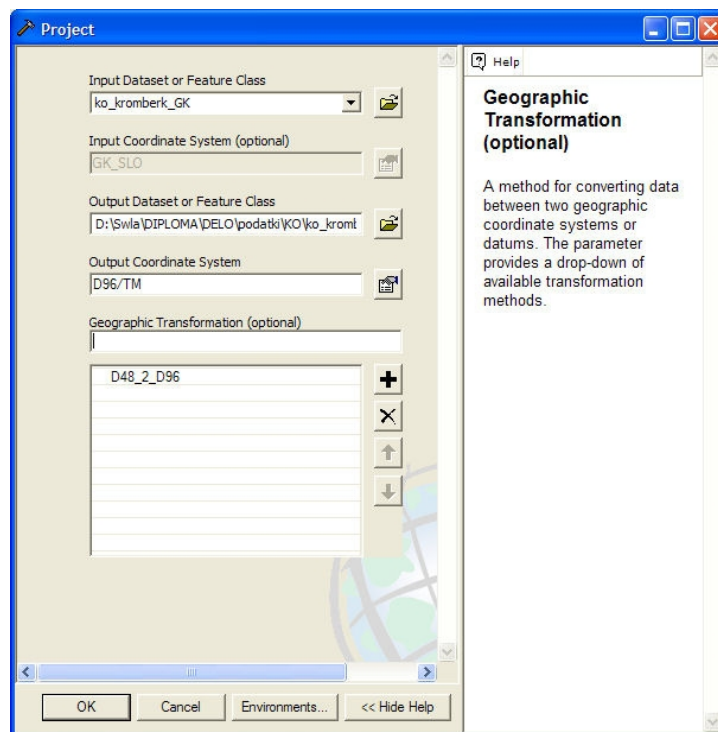 Project
Input Dataset or Feature Class
ko_kromberk_GK
Input Coordinate System (optional)
GK_SLO
Output Dataset or Feature Class
D:\Swla\DIPLOMA\DELO\podatki\KO\ko_kromb
Output Coordinate System
D96/TM
Geographic Transformation (optional)
D48_2_D96
OK
Cancel
Environments...
<< Hide Help
Help
Geographic
Transformation
(optional)
A method for converting data
between two geographic
coordinate systems or
datums. The parameter
provides a drop-down of
available transformation
methods.